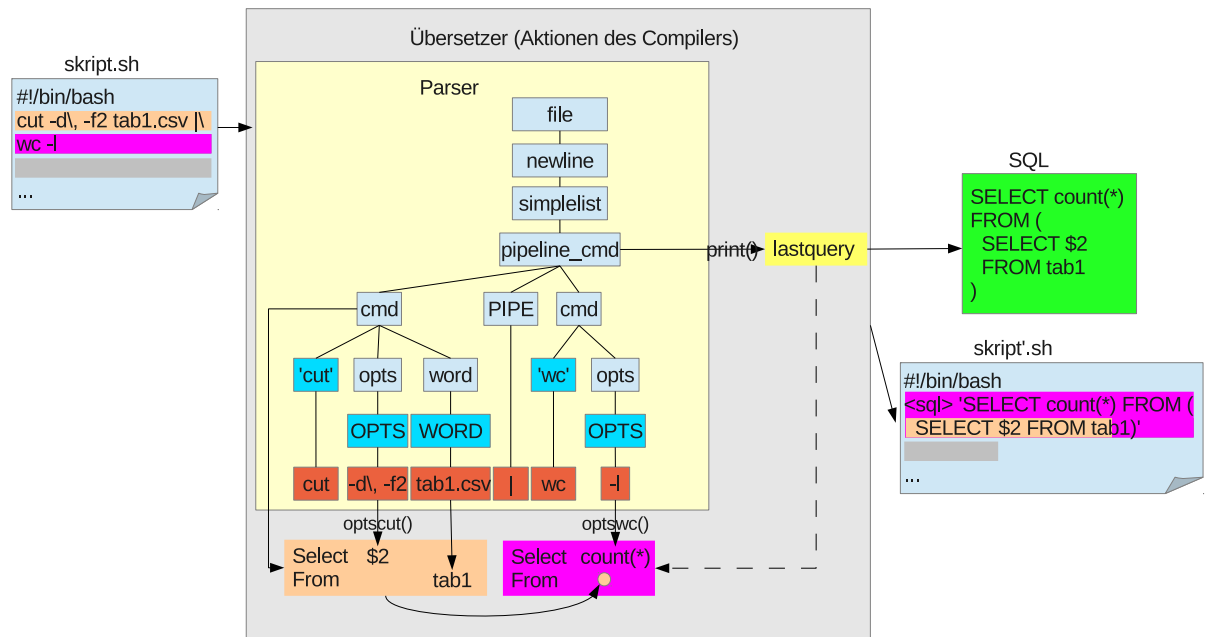 Übersetzer (Aktionen des Compilers)
skript.sh
#!/bin/bash
cut -d\, -f2 tab1.csv |\
wc -l
...
Parser
file
newline
simplelist
pipeline_cmd
print()
lastquery
cmd
PIPE
cmd
'cut'
opts
word
'wc'
opts
OPTS
WORD
OPTS
cut
-d\, -f2
tab1.csv
|
wc
-l
optscut()
optswc()
Select $2
From tab1
Select count(*)
From
SQL
SELECT count(*)
FROM (
SELECT $2
FROM tab1
)
skript'.sh
#!/bin/bash
<sql> 'SELECT count(*) FROM (
SELECT $2 FROM tab1)'
...